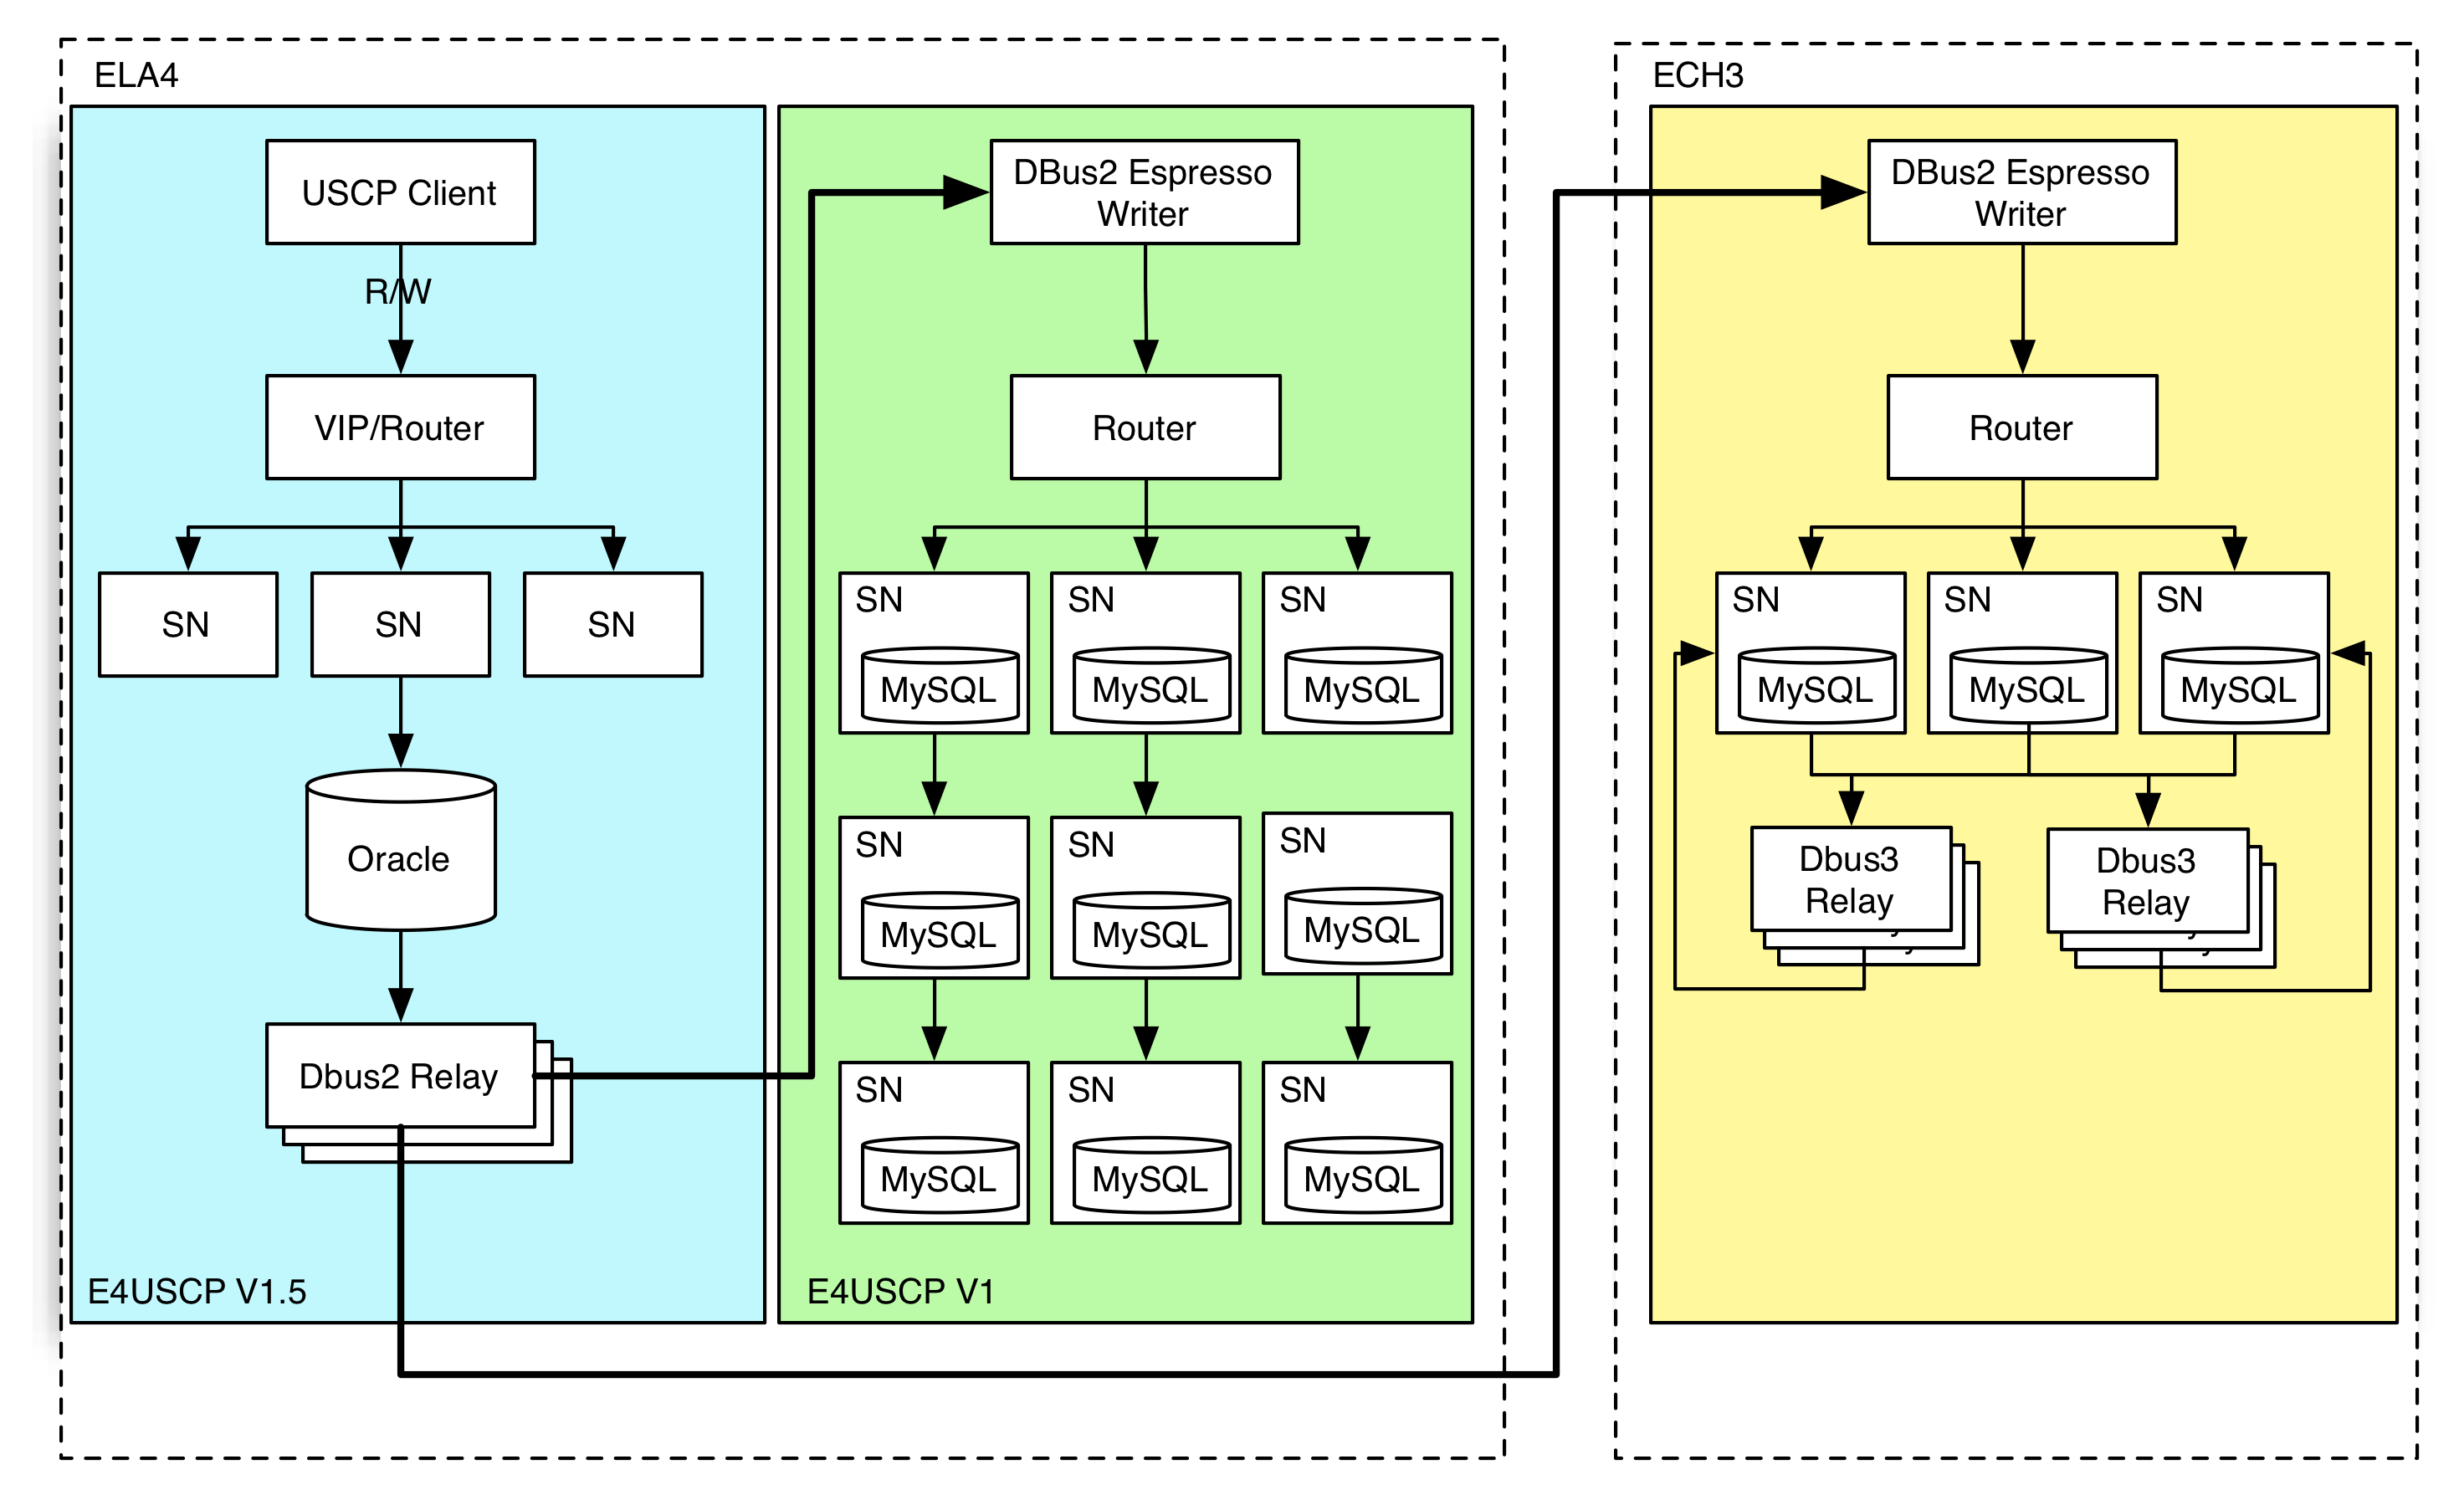 ELA4
USCP Client
R/W
VIP/Router
SN
SN
SN
Oracle
Dbus2 Relay
E4USCP V1.5
DBus2 Espresso
Writer
Router
SN
SN
SN
MySQL
MySQL
MySQL
SN
SN
SN
MySQL
MySQL
MySQL
SN
SN
SN
MySQL
MySQL
MySQL
E4USCP V1
ECH3
DBus2 Espresso
Writer
Router
SN
SN
SN
MySQL
MySQL
MySQL
Dbus3
Relay
Dbus3
Relay